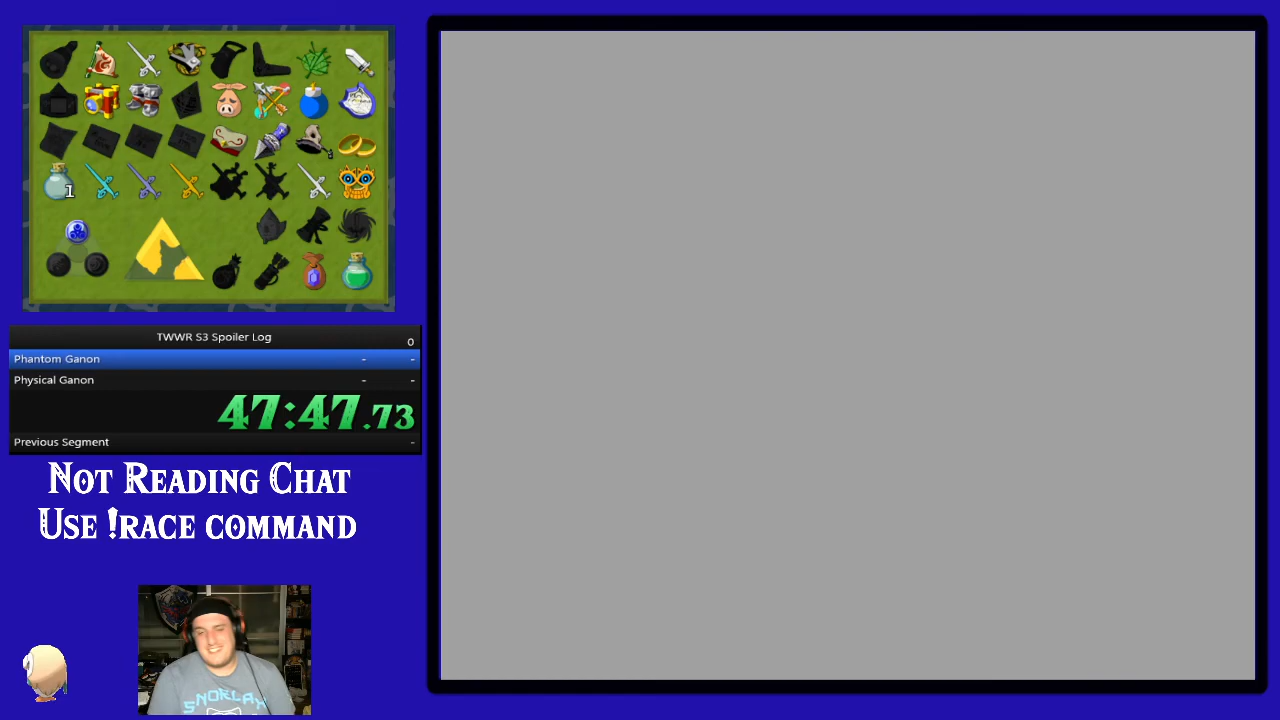 1
TWWR S3 Spoiler Log
0
Phantom Ganon - -
Physical Ganon - -
47:47.73
Previous Segment -
NOT READING CHAT
USE !RACE COMMAND
SNORLAX